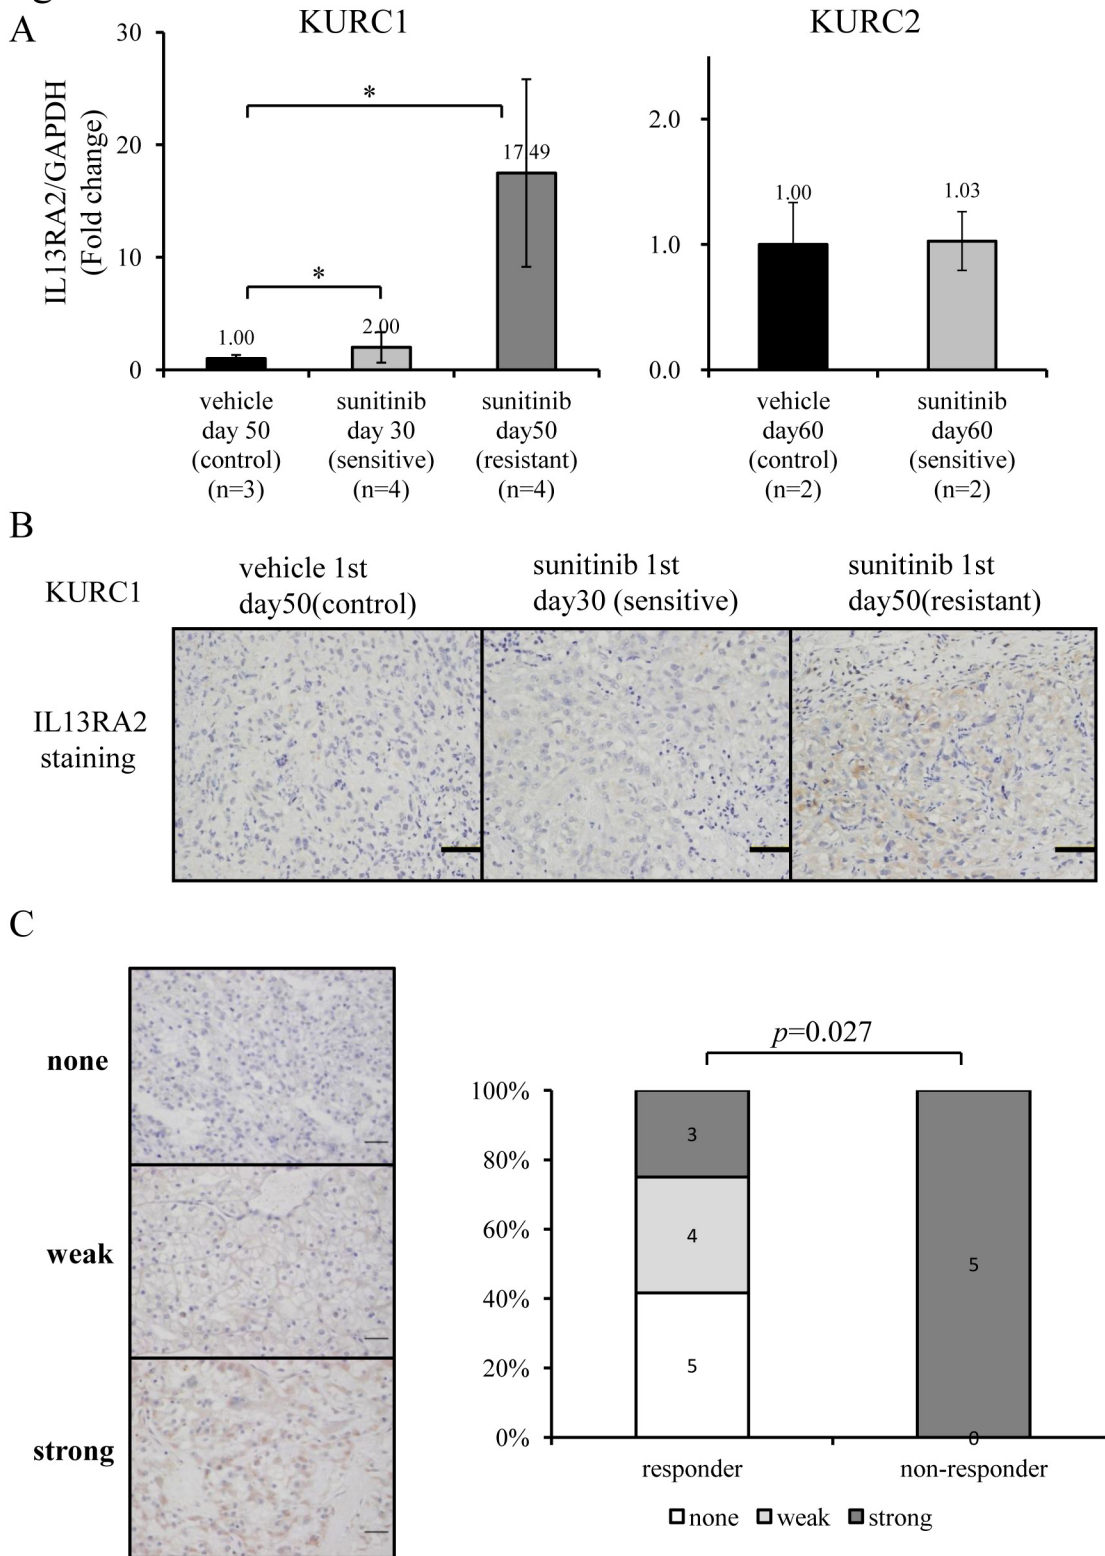 A
KURC1
KURC2
IL13RA2/GAPDH
(Fold change)
30
20
10
0
*
*
1.00
2.00
17.49
vehicle
day 50
(control)
(n=3)
sunitinib
day 30
(sensitive)
(n=4)
sunitinib
day50
(resistant)
(n=4)
2.0
1.0
0.0
1.00
1.03
vehicle
day60
(control)
(n=2)
sunitinib
day60
(sensitive)
(n=2)
B
KURC1
vehicle 1st
day50(control)
sunitinib 1st
day30 (sensitive)
sunitinib 1st
day50(resistant)
IL13RA2
staining
C
none
weak
strong
p=0.027
100%
80%
60%
40%
20%
0%
3
4
5
5
0
responder
non-responder
none
weak
strong